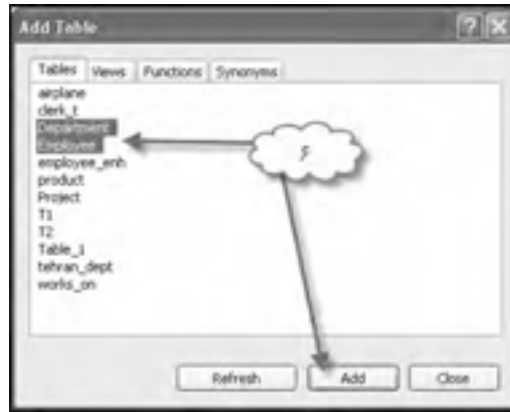 Add Table
Tables Views Functions Synonyms
airplane
clerk_t
Department
Employee
employee_enh
product
Project
T1
T2
Table_1
tehran_dept
works_on
۶
Refresh Add Close